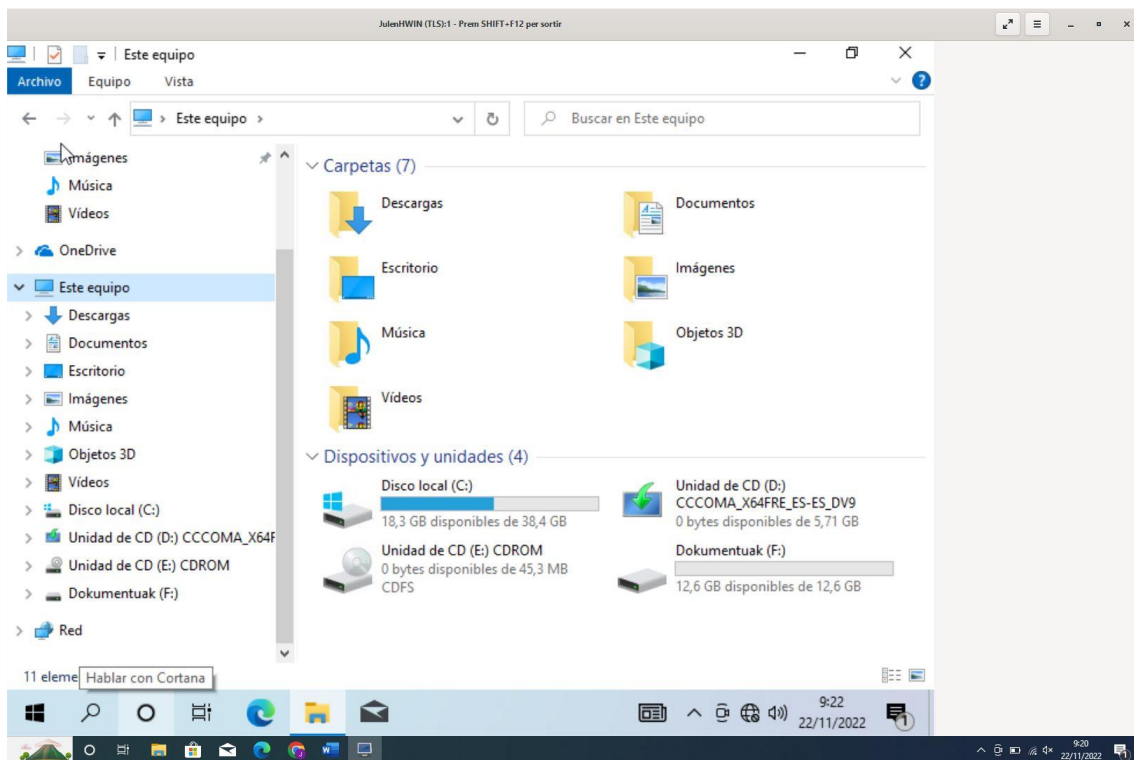 JulenHWIN (TLS):1 - Prem SHIFT+F12 per sortir
Este equipo
Archivo Equipo Vista
Este equipo
Buscar en Este equipo
Imágenes
Música
Vídeos
OneDrive
Este equipo
Descargas
Documentos
Escritorio
Imágenes
Música
Objetos 3D
Vídeos
Disco local (C:)
Unidad de CD (D:) CCCOMA_X64F
Unidad de CD (E:) CDROM
Dokumentuak (F:)
Red
Carpetas (7)
Descargas
Documentos
Escritorio
Imágenes
Música
Objetos 3D
Vídeos
Dispositivos y unidades (4)
Disco local (C:)
18,3 GB disponibles de 38,4 GB
Unidad de CD (D:)
CCCOMA_X64FRE_ES-ES_DV9
0 bytes disponibles de 5,71 GB
Unidad de CD (E:) CDROM
0 bytes disponibles de 45,3 MB
CDFS
Dokumentuak (F:)
12,6 GB disponibles de 12,6 GB
11 eleme
Hablar con Cortana
9:22
22/11/2022
1
9:20
22/11/2022